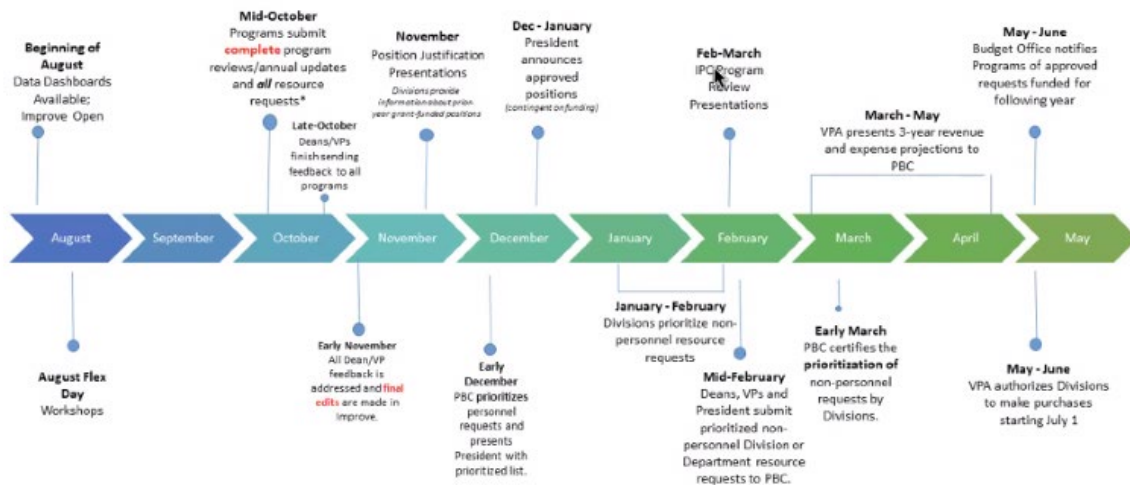 Beginning of
August
Data Dashboards
Available;
Improve Open
Mid-October
Programs submit
complete program
reviews/annual updates
and all resource
requests*
Late-October
Deans/VPs
finish sending
feedback to all
programs
November
Position Justification
Presentations
Divisions provide
information about prior
year grant-funded positions
Dec - January
President
announces
approved
positions
(contingent on funding)
Feb-March
Program
Review
Presentations
March - May
VPA presents 3-year revenue
and expense projections to
PBC
May - June
Budget Office notifies
Programs of approved
requests funded for
following year
August
September
October
November
December
January
February
March
April
May
August Flex
Day
Workshops
Early November
All Dean/VP
feedback is
addressed and final
edits are made in
Improve.
Early
December
PBC prioritizes
personnel
requests and
presents
President with
prioritized list.
January - February
Divisions prioritize non-
personnel resource
requests
Mid-February
Deans, VPs and
President submit
prioritized non-
personnel Division or
Department resource
requests to PBC.
Early March
PBC certifies the
prioritization of
non-personnel
requests by
Divisions.
May - June
VPA authorizes Divisions
to make purchases
starting July 1